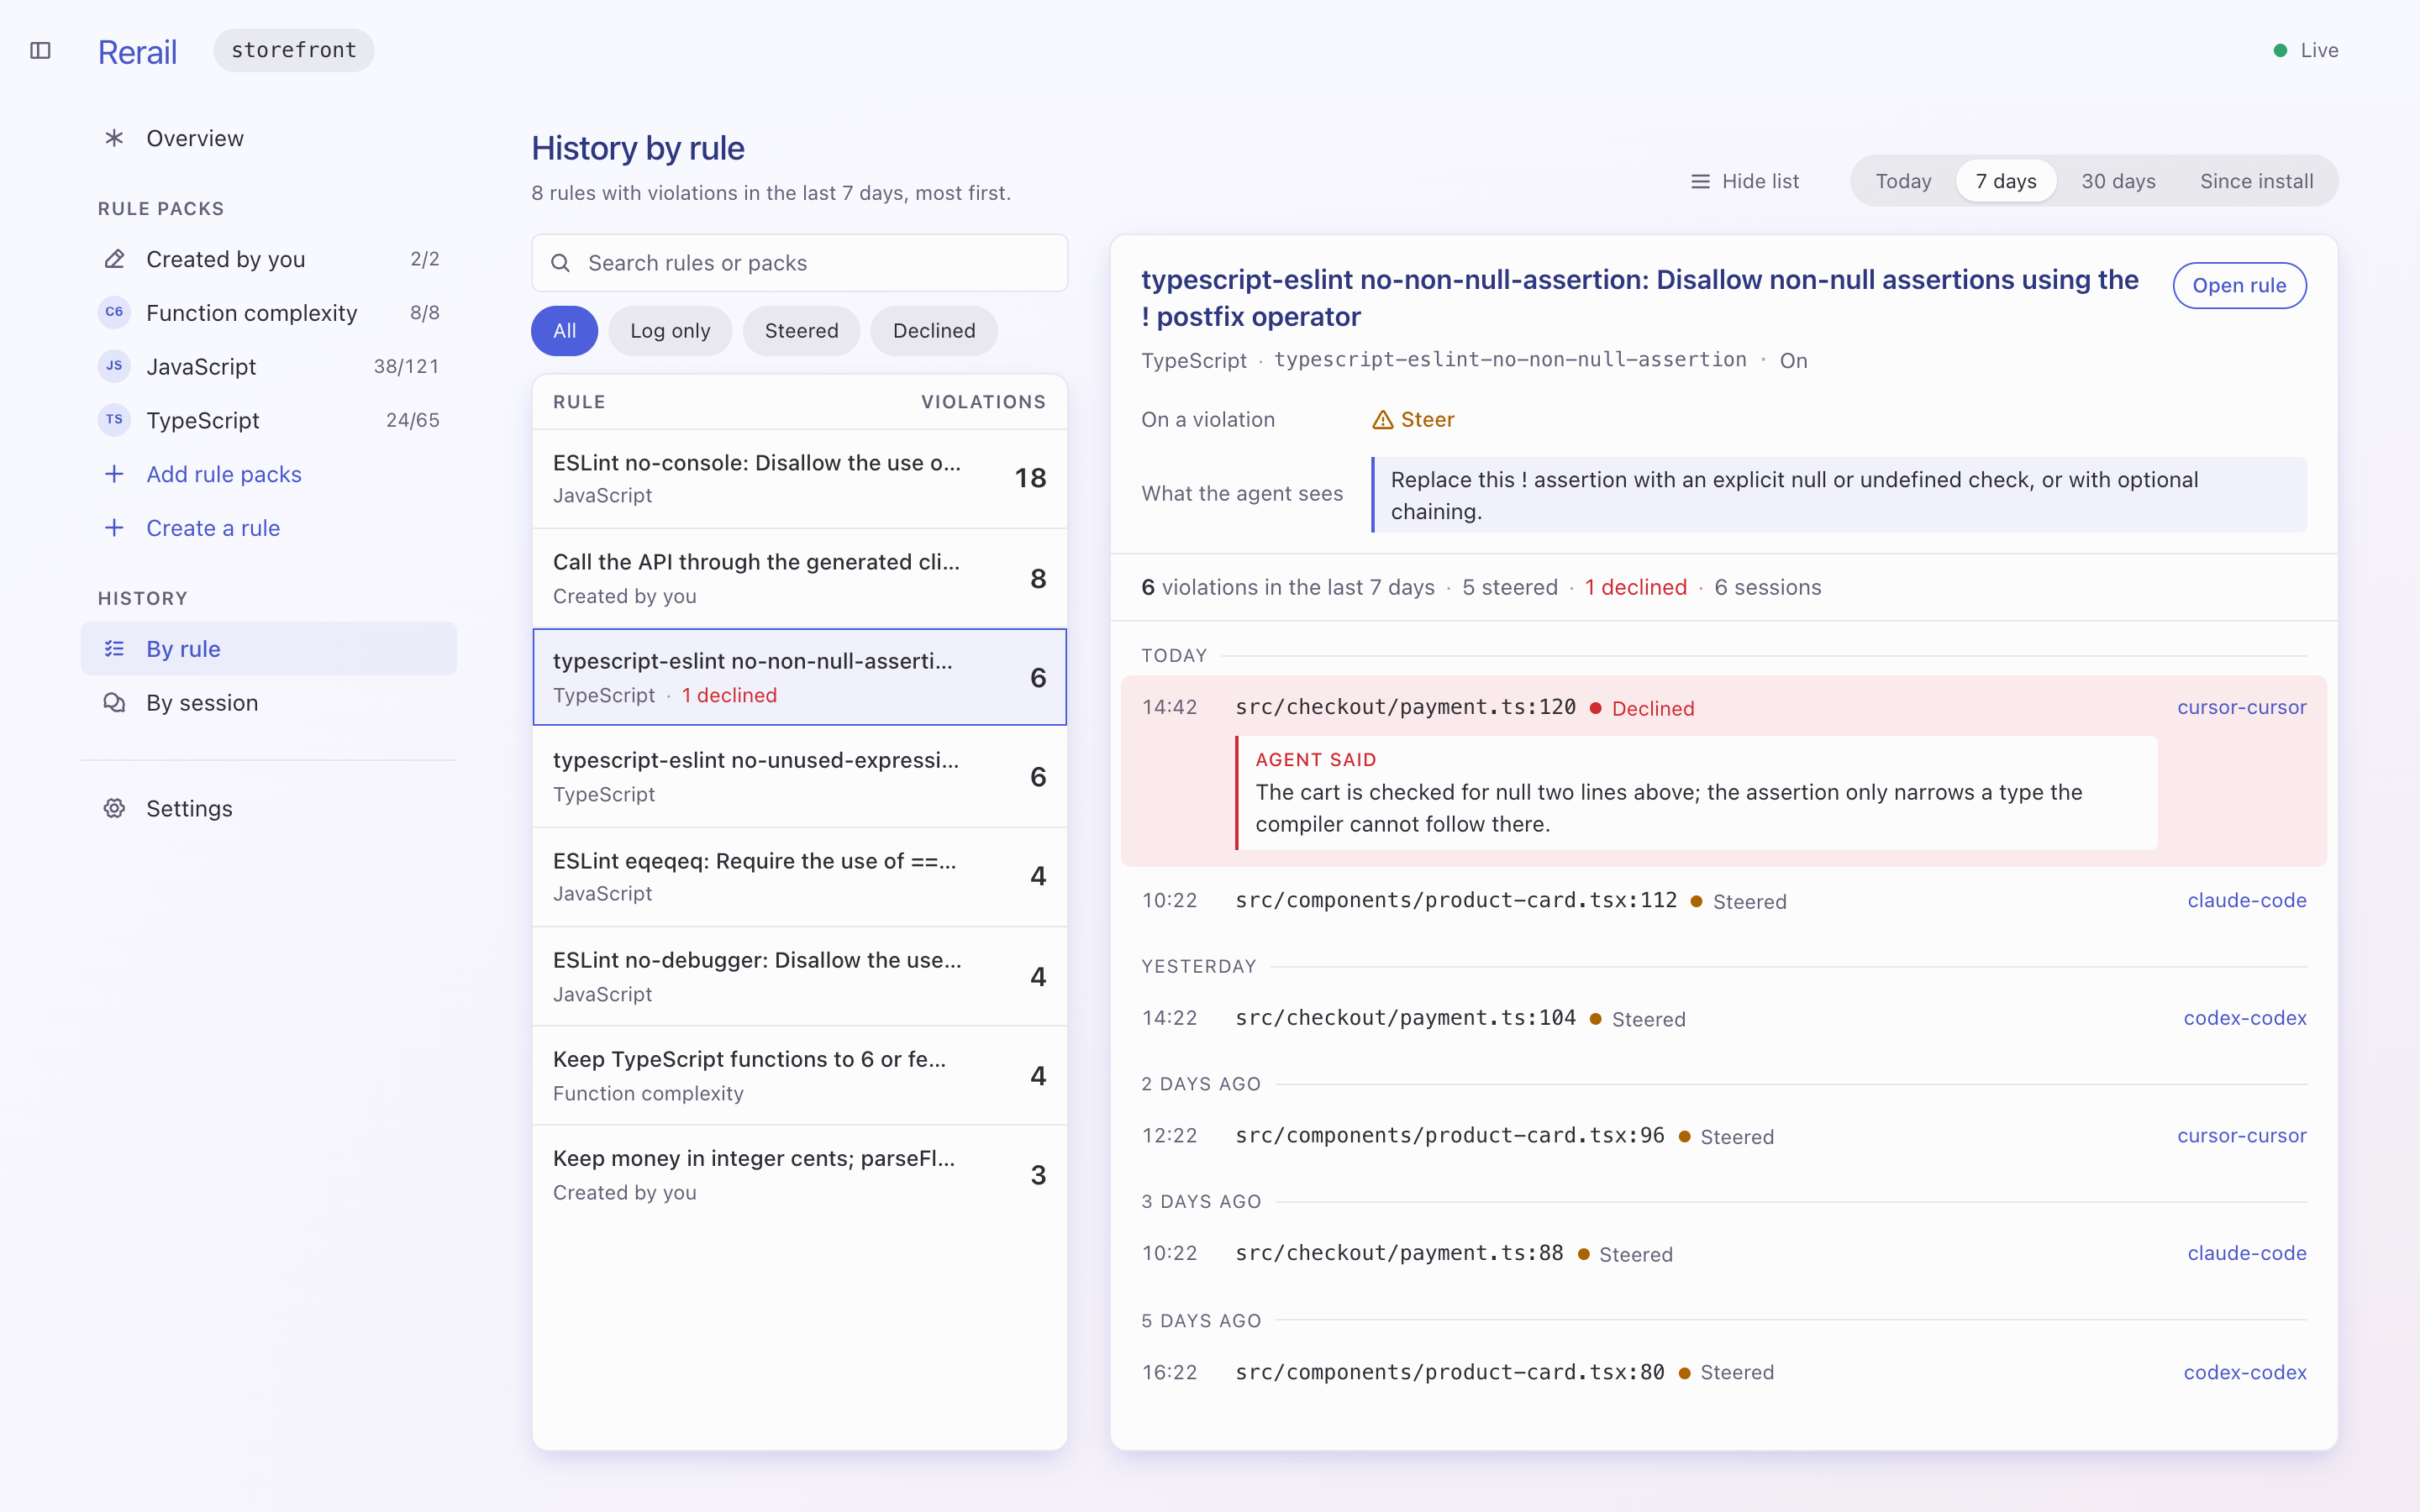 Rerail
storefront
Live
Overview
RULE PACKS
Created by you 2/2
C6 Function complexity 8/8
JS JavaScript 38/121
TS TypeScript 24/65
Add rule packs
Create a rule
HISTORY
By rule
By session
Settings
History by rule
8 rules with violations in the last 7 days, most first.
Hide list
Today 7 days 30 days Since install
Search rules or packs
All Log only Steered Declined
RULE VIOLATIONS
ESLint no-console: Disallow the use o... 18
JavaScript
Call the API through the generated cli... 8
Created by you
typescript-eslint no-non-null-asserti... 6
TypeScript · 1 declined
typescript-eslint no-unused-expressi... 6
TypeScript
ESLint eqeqeq: Require the use of ==... 4
JavaScript
ESLint no-debugger: Disallow the use... 4
JavaScript
Keep TypeScript functions to 6 or fe... 4
Function complexity
Keep money in integer cents; parseFl... 3
Created by you
typescript-eslint no-non-null-assertion: Disallow non-null assertions using the
! postfix operator
Open rule
TypeScript · typescript-eslint-no-non-null-assertion · On
On a violation Steer
What the agent sees
Replace this ! assertion with an explicit null or undefined check, or with optional
chaining.
6 violations in the last 7 days · 5 steered · 1 declined · 6 sessions
TODAY
14:42 src/checkout/payment.ts:120 Declined cursor-cursor
AGENT SAID
The cart is checked for null two lines above; the assertion only narrows a type the
compiler cannot follow there.
10:22 src/components/product-card.tsx:112 Steered claude-code
YESTERDAY
14:22 src/checkout/payment.ts:104 Steered codex-codex
2 DAYS AGO
12:22 src/components/product-card.tsx:96 Steered cursor-cursor
3 DAYS AGO
10:22 src/checkout/payment.ts:88 Steered claude-code
5 DAYS AGO
16:22 src/components/product-card.tsx:80 Steered codex-codex